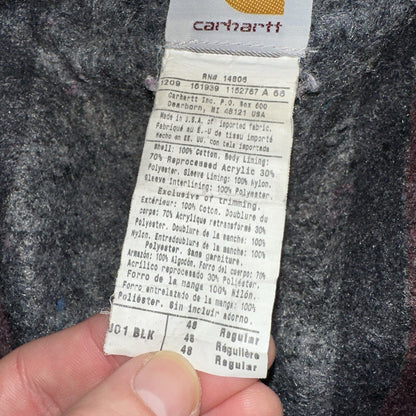 carhartt
RN# 14806
1209 161939 1152767 A 66
Carhartt Inc. P.O. Box 600
Dearborn, MI 48121 USA
Made in U.S.A. of imported fabric.
Fabriqué au É.-U de tissu importé
Hecho en EE. UU. con tela importada
Shell: 100% Cotton. Body Lining:
70% Reprocessed Acrylic 30%
Polyester. Sleeve Lining: 100% Nylon.
Sleeve Interlining: 100% Polyester.
Exclusive of trimming.
Extérieur: 100% Coton. Doublure du
corps: 70% Acrylique retransformé 30%
Polyester. Doublure de la manche: 100%
Nylon. Entredoublure de la manche: 100%
Polyester. Sans garniture.
Armazón: 100% Algodón. Forro del cuerpo: 70%
Acrílico reprocesado 30% Poliéster.
Forro de la manga: 100% Nilón.
Forro entrelazado de la manga: 100%
Poliéster. Sin incluir adorno.
J01 BLK 48 Regular
48 Régulière
48 Regular